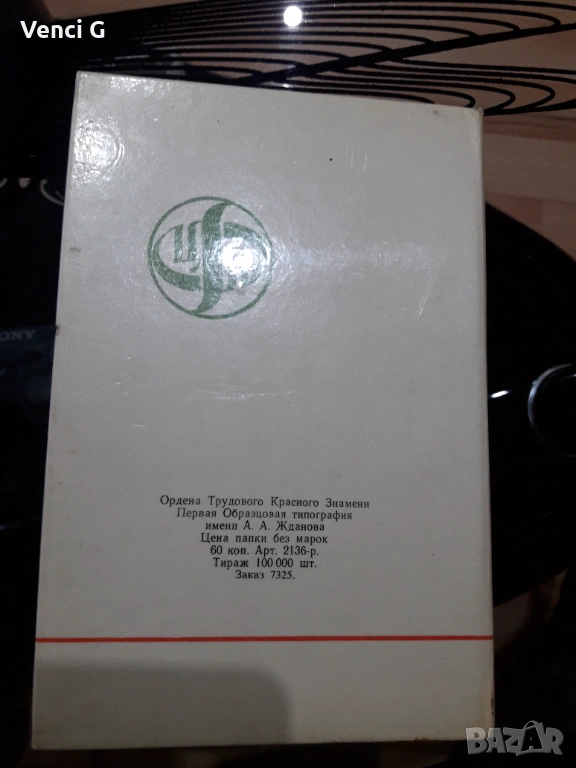 Venci G
SONY
Ордена Трудового Красного Знамени
Первая Образцовая типография
имени А. А. Жданова
Цена папки без марок
60 коп. Арт. 2136-р.
Тираж 100 000 шт.
Заказ 7325.
BAZAR